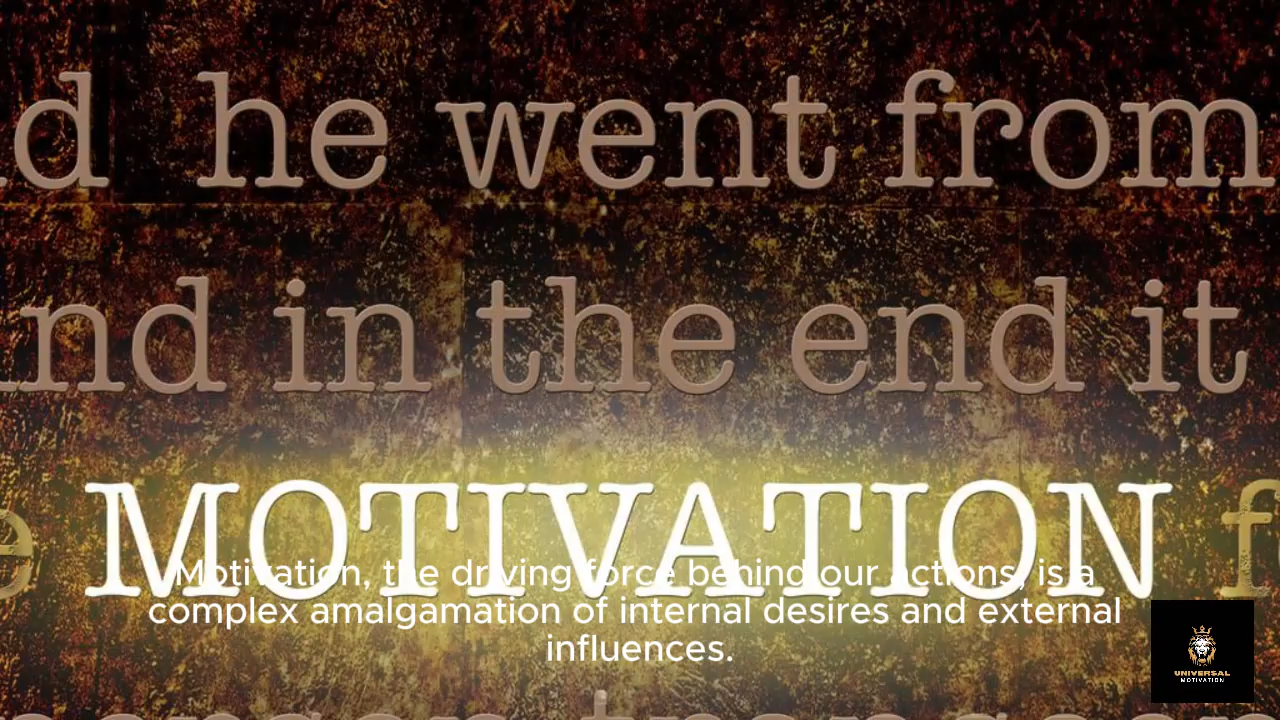 d he went from
nd in the end it
MOTIVATION f
Motivation, the driving force behind our actions, is a
complex amalgamation of internal desires and external
influences.
UNIVERSAL
MOTIVATION